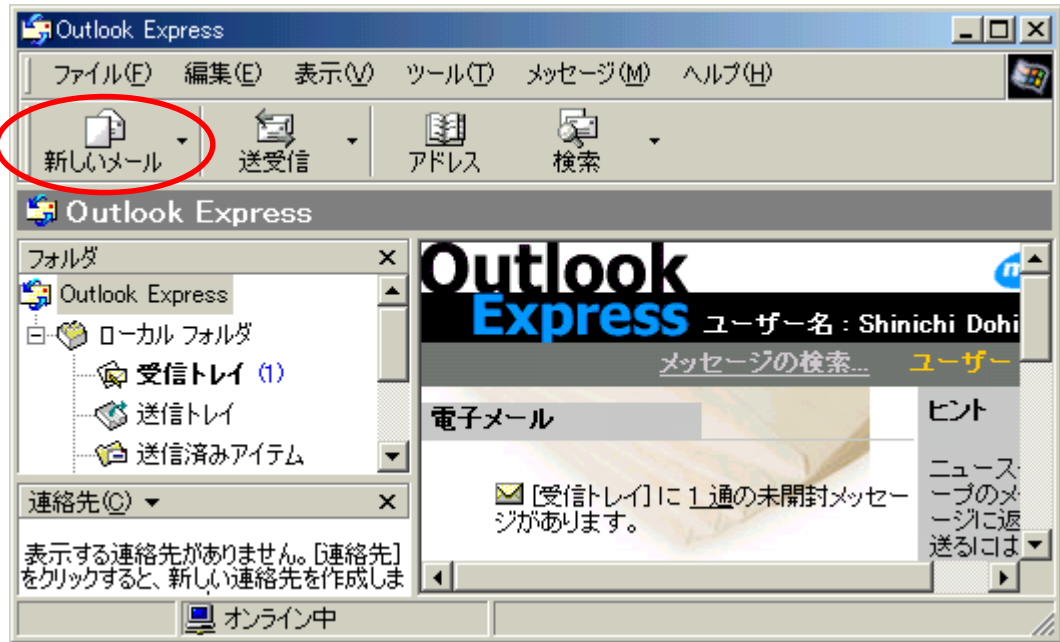 Outlook Express
ファイル(F) 編集(E) 表示(V) ツール(T) メッセージ(M) ヘルプ(H)
新しいメール 送受信 アドレス 検索
Outlook Express
フォルダ
Outlook Express
ローカル フォルダ
受信トレイ (1)
送信トレイ
送信済みアイテム
連絡先(C)
表示する連絡先がありません。[連絡先]
をクリックすると、新しい連絡先を作成しま
Outlook
Express ユーザー名 : Shinichi Dohi
メッセージの検索... ユーザー
電子メール
[受信トレイ] に 1 通の未開封メッセー
ジがあります。
ヒント
ニュース
ープのメ
ージに返
送るには
オンライン中